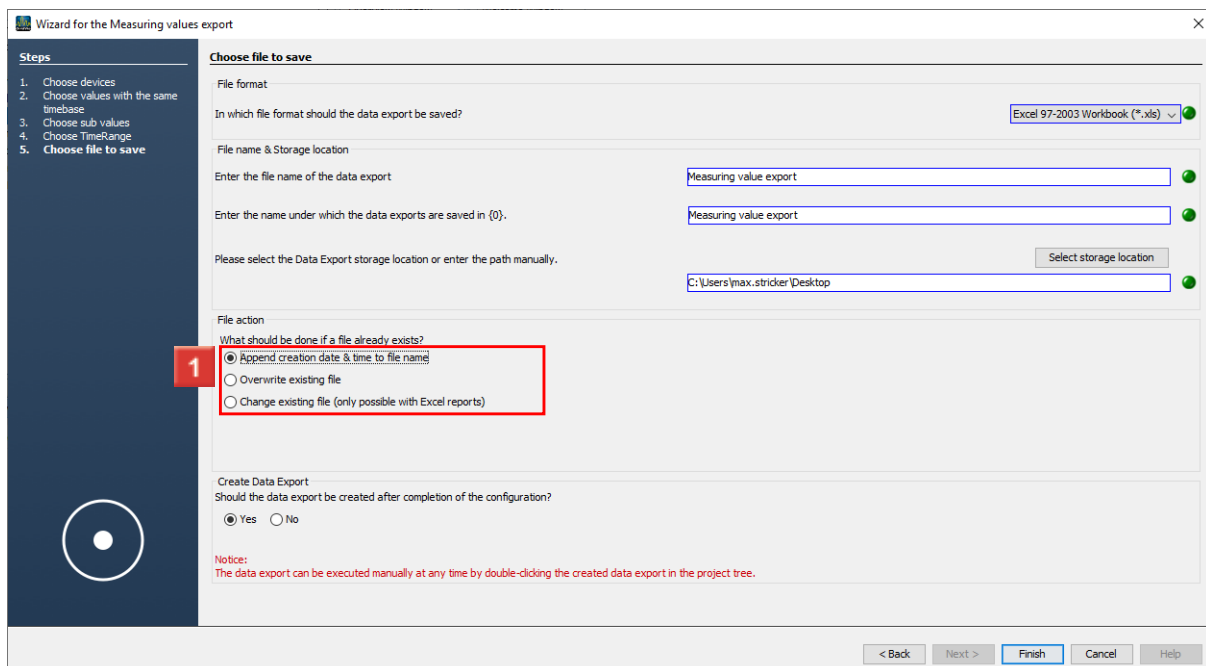 Wizard for the Measuring values export
Steps
1. Choose devices
2. Choose values with the same
timebase
3. Choose sub values
4. Choose TimeRange
5. Choose file to save
Choose file to save
File format
In which file format should the data export be saved?
Excel 97-2003 Workbook (*.xls)
File name & Storage location
Enter the file name of the data export
Measuring value export
Enter the name under which the data exports are saved in {0}.
Measuring value export
Please select the Data Export storage location or enter the path manually.
Select storage location
C:\Users\max.stricker\Desktop
File action
What should be done if a file already exists?
1
Append creation date & time to file name
Overwrite existing file
Change existing file (only possible with Excel reports)
Create Data Export
Should the data export be created after completion of the configuration?
Yes No
Notice:
The data export can be executed manually at any time by double-clicking the created data export in the project tree.
< Back Next > Finish Cancel Help